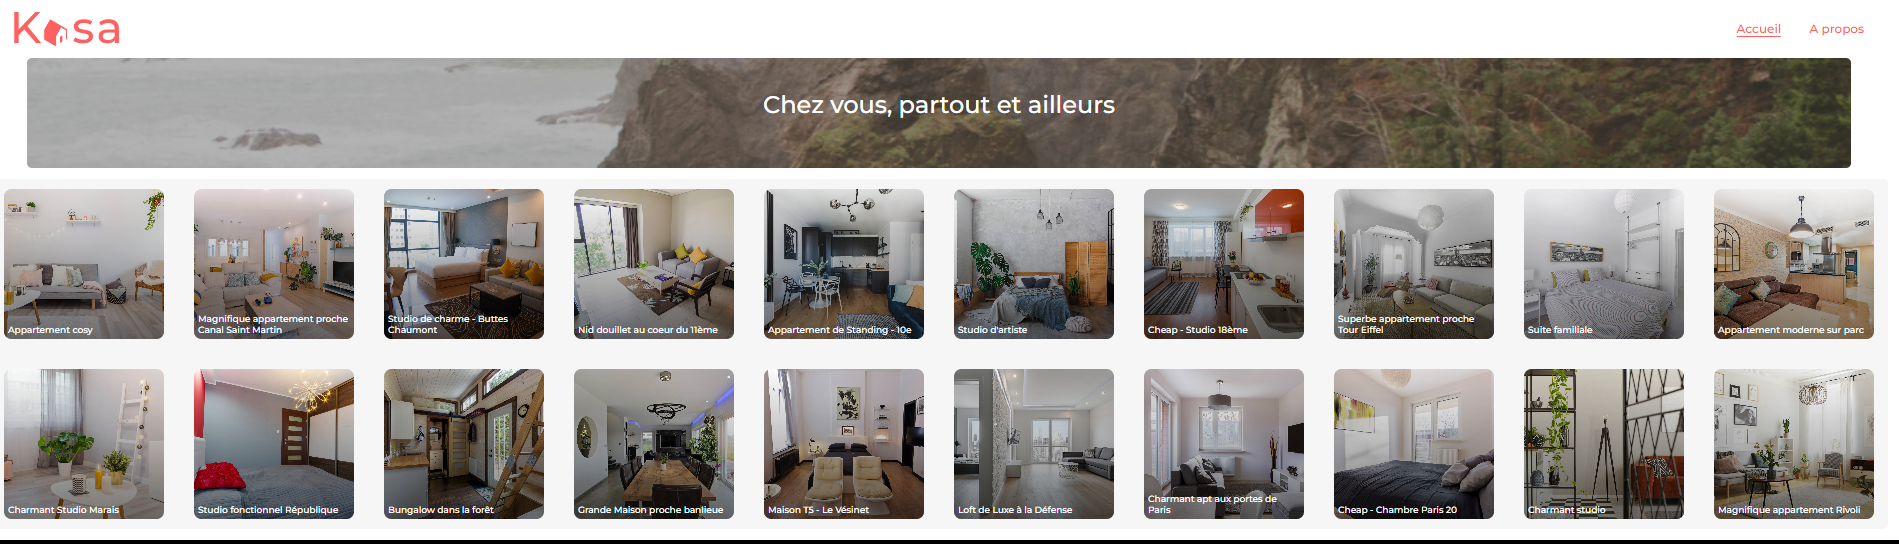 Kasa
Accueil
A propos
Chez vous, partout et ailleurs
Appartement cosy
Magnifique appartement proche
Canal Saint Martin
Studio de charme - Buttes
Chaumont
Nid douillet au coeur du 11ème
Appartement de Standing - 10e
Studio d'artiste
Cheap - Studio 18ème
Superbe appartement proche
Tour Eiffel
Suite familiale
Appartement moderne sur parc
Charmant Studio Marais
Studio fonctionnel République
Bungalow dans la forêt
Grande Maison proche banlieue
Maison T5 - Le Vésinet
Loft de Luxe à la Défense
Charmant apt aux portes de
Paris
Cheap - Chambre Paris 20
Charmant studio
Magnifique appartement Rivoli